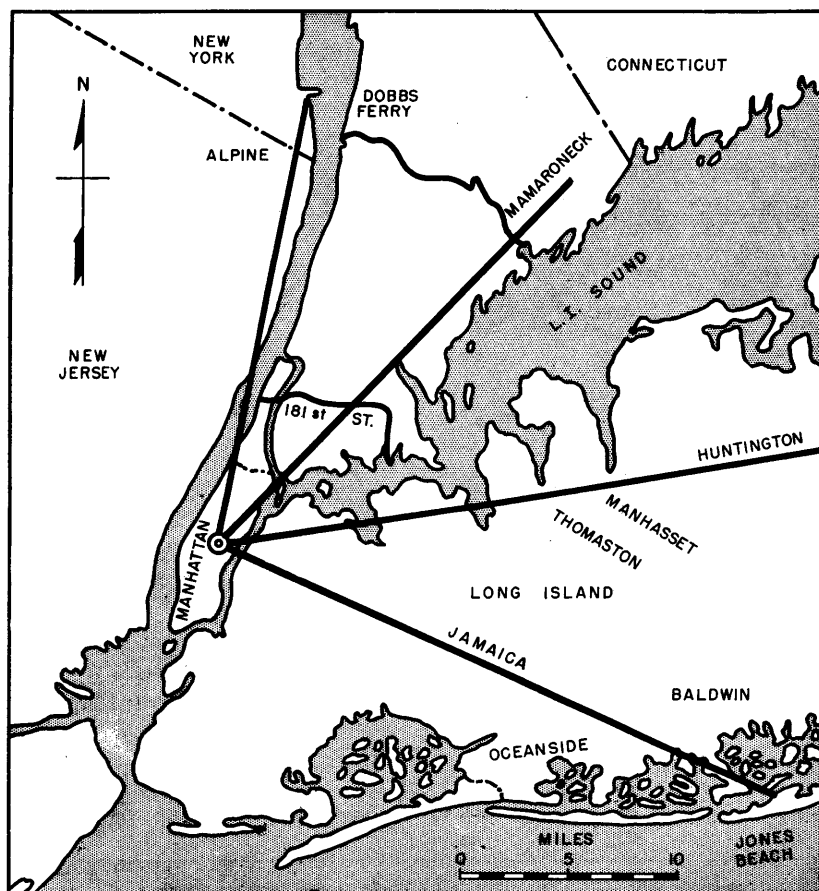 NEW
YORK
CONNECTICUT
N
DOBBS
FERRY
ALPINE
MAMARONECK
L.I. SOUND
NEW
JERSEY
181 st ST.
HUNTINGTON
MANHASSET
THOMASTON
MANHATTAN
LONG ISLAND
JAMAICA
BALDWIN
OCEANSIDE
MILES
JONES
BEACH
0 5 10